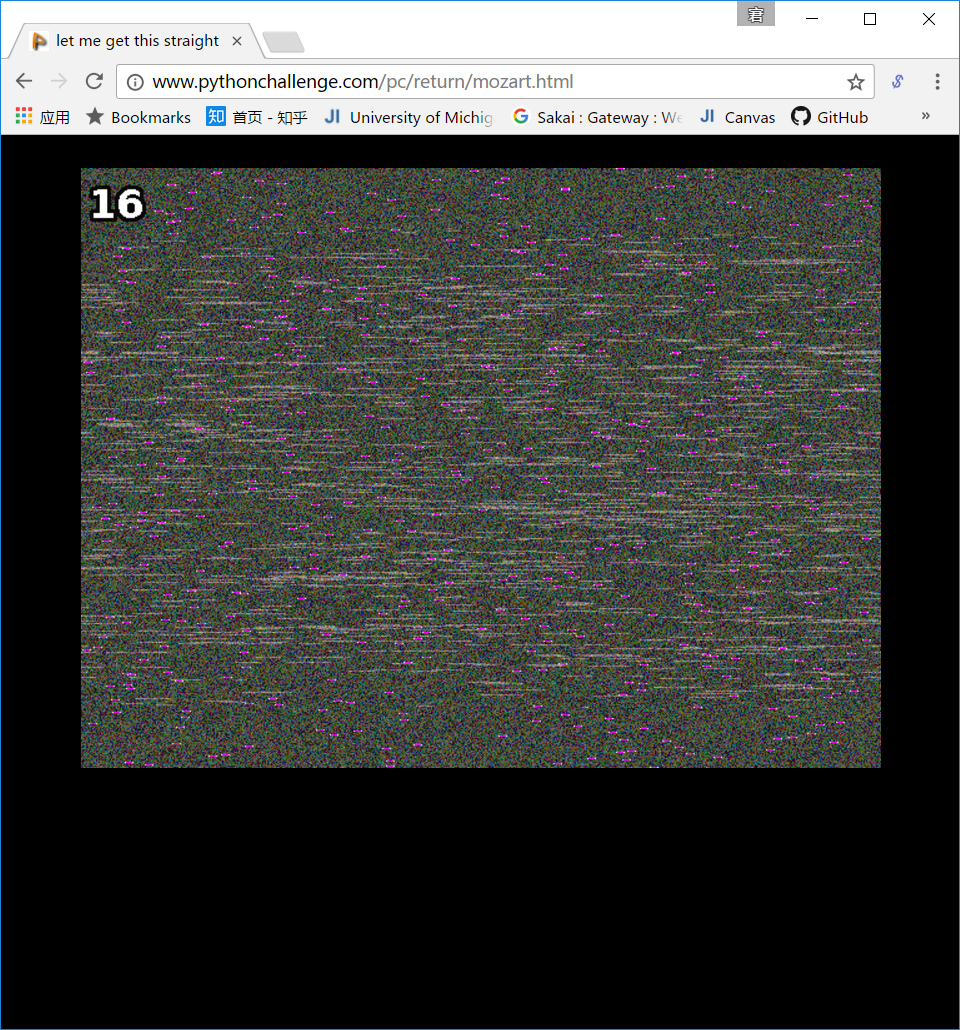 let me get this straight
www.pythonchallenge.com/pc/return/mozart.html
应用 Bookmarks 知 首页 - 知乎 JI University of Michig G Sakai : Gateway : We JI Canvas GitHub »
16